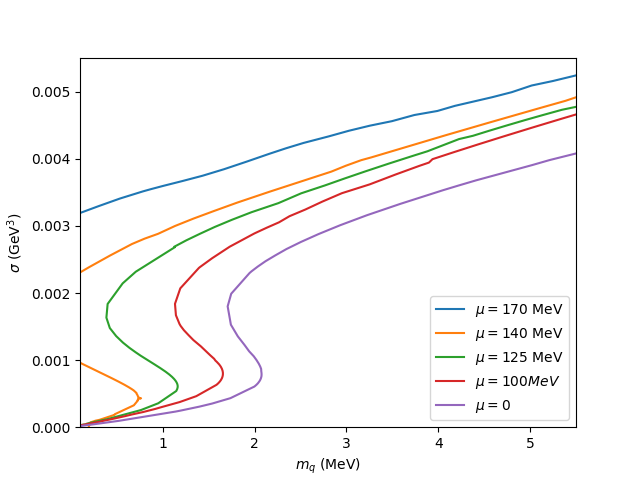 0.005
0.004
0.003
0.002
0.001
0.000
σ (GeV³)
1 2 3 4 5
m_q (MeV)
μ = 170 MeV
μ = 140 MeV
μ = 125 MeV
μ = 100MeV
μ = 0